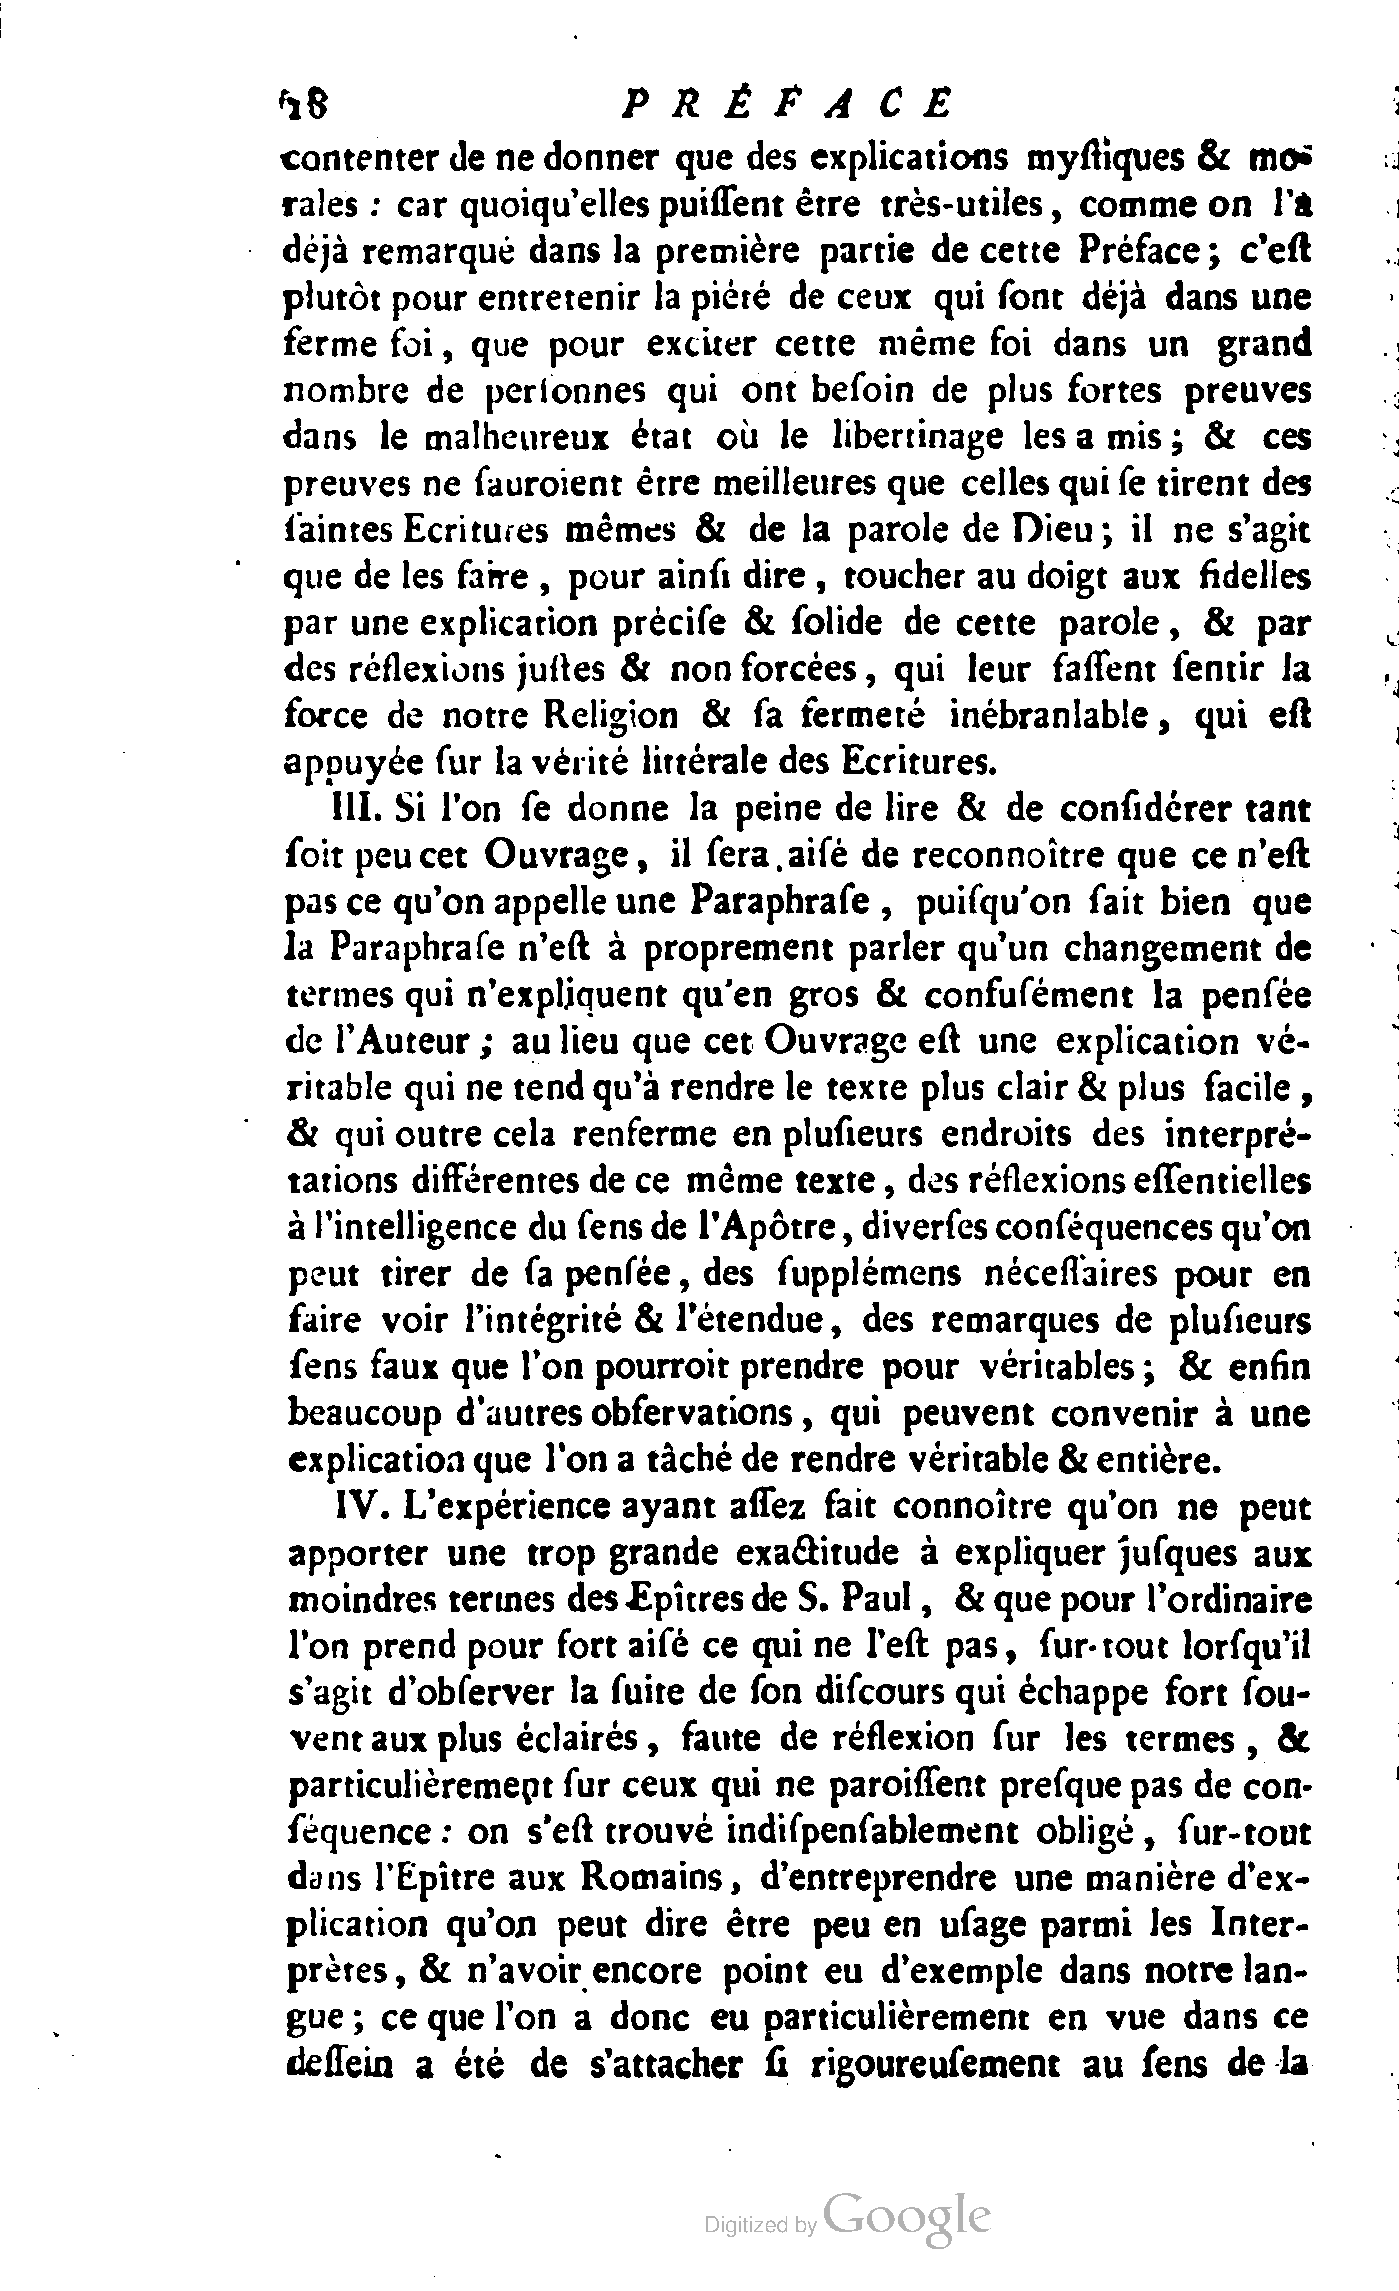 18 PRÉFACE
contenter de ne donner que des explications myſtiques & mo-
rales : car quoiqu'elles puiſſent être très-utiles, comme on l'a
déjà remarqué dans la première partie de cette Préface ; c'eſt
plutôt pour entretenir la piété de ceux qui ſont déjà dans une
ferme foi, que pour exciter cette même foi dans un grand
nombre de perſonnes qui ont beſoin de plus fortes preuves
dans le malheureux état où le libertinage les a mis ; & ces
preuves ne ſauroient être meilleures que celles qui ſe tirent des
ſaintes Ecritures mêmes & de la parole de Dieu ; il ne s'agit
que de les faire, pour ainſi dire, toucher au doigt aux fidelles
par une explication préciſe & ſolide de cette parole, & par
des réflexions juſtes & non forcées, qui leur faſſent ſentir la
force de notre Religion & ſa fermeté inébranlable, qui eſt
appuyée ſur la vérité littérale des Ecritures.
III. Si l'on ſe donne la peine de lire & de conſidérer tant
ſoit peu cet Ouvrage, il ſera aiſé de reconnoître que ce n'eſt
pas ce qu'on appelle une Paraphraſe, puiſqu'on ſait bien que
la Paraphraſe n'eſt à proprement parler qu'un changement de
termes qui n'expliquent qu'en gros & confuſément la penſée
de l'Auteur ; au lieu que cet Ouvrage eſt une explication vé-
ritable qui ne tend qu'à rendre le texte plus clair & plus facile,
& qui outre cela renferme en pluſieurs endroits des interpré-
tations différentes de ce même texte, des réflexions eſſentielles
à l'intelligence du ſens de l'Apôtre, diverſes conſéquences qu'on
peut tirer de ſa penſée, des ſupplémens néceſſaires pour en
faire voir l'intégrité & l'étendue, des remarques de pluſieurs
ſens faux que l'on pourroit prendre pour véritables ; & enfin
beaucoup d'autres obſervations, qui peuvent convenir à une
explication que l'on a tâché de rendre véritable & entière.
IV. L'expérience ayant aſſez fait connoître qu'on ne peut
apporter une trop grande exactitude à expliquer juſques aux
moindres termes des Epîtres de S. Paul, & que pour l'ordinaire
l'on prend pour fort aiſé ce qui ne l'eſt pas, ſur-tout lorſqu'il
s'agit d'obſerver la ſuite de ſon diſcours qui échappe fort ſou-
vent aux plus éclairés, faute de réflexion ſur les termes, &
particulièrement ſur ceux qui ne paroiſſent preſque pas de con-
ſéquence : on s'eſt trouvé indiſpenſablement obligé, ſur-tout
dans l'Epître aux Romains, d'entreprendre une manière d'ex-
plication qu'on peut dire être peu en uſage parmi les Inter-
prètes, & n'avoir encore point eu d'exemple dans notre lan-
gue ; ce que l'on a donc eu particulièrement en vue dans ce
deſſein a été de s'attacher ſi rigoureuſement au ſens de la
Digitized by Google